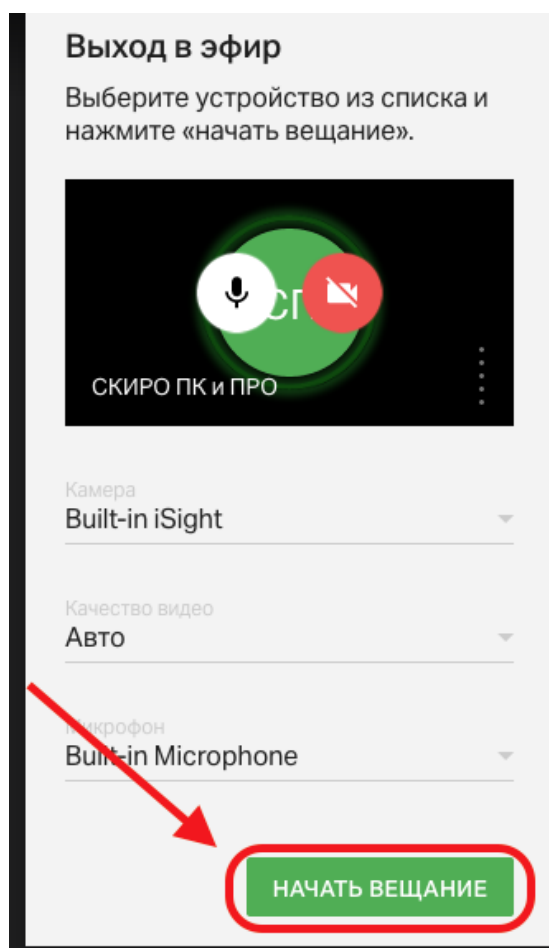 Выход в эфир
Выберите устройство из списка и
нажмите «начать вещание».
СКИРО ПК и ПРО
Камера
Built-in iSight
Качество видео
Авто
Микрофон
Built-in Microphone
НАЧАТЬ ВЕЩАНИЕ